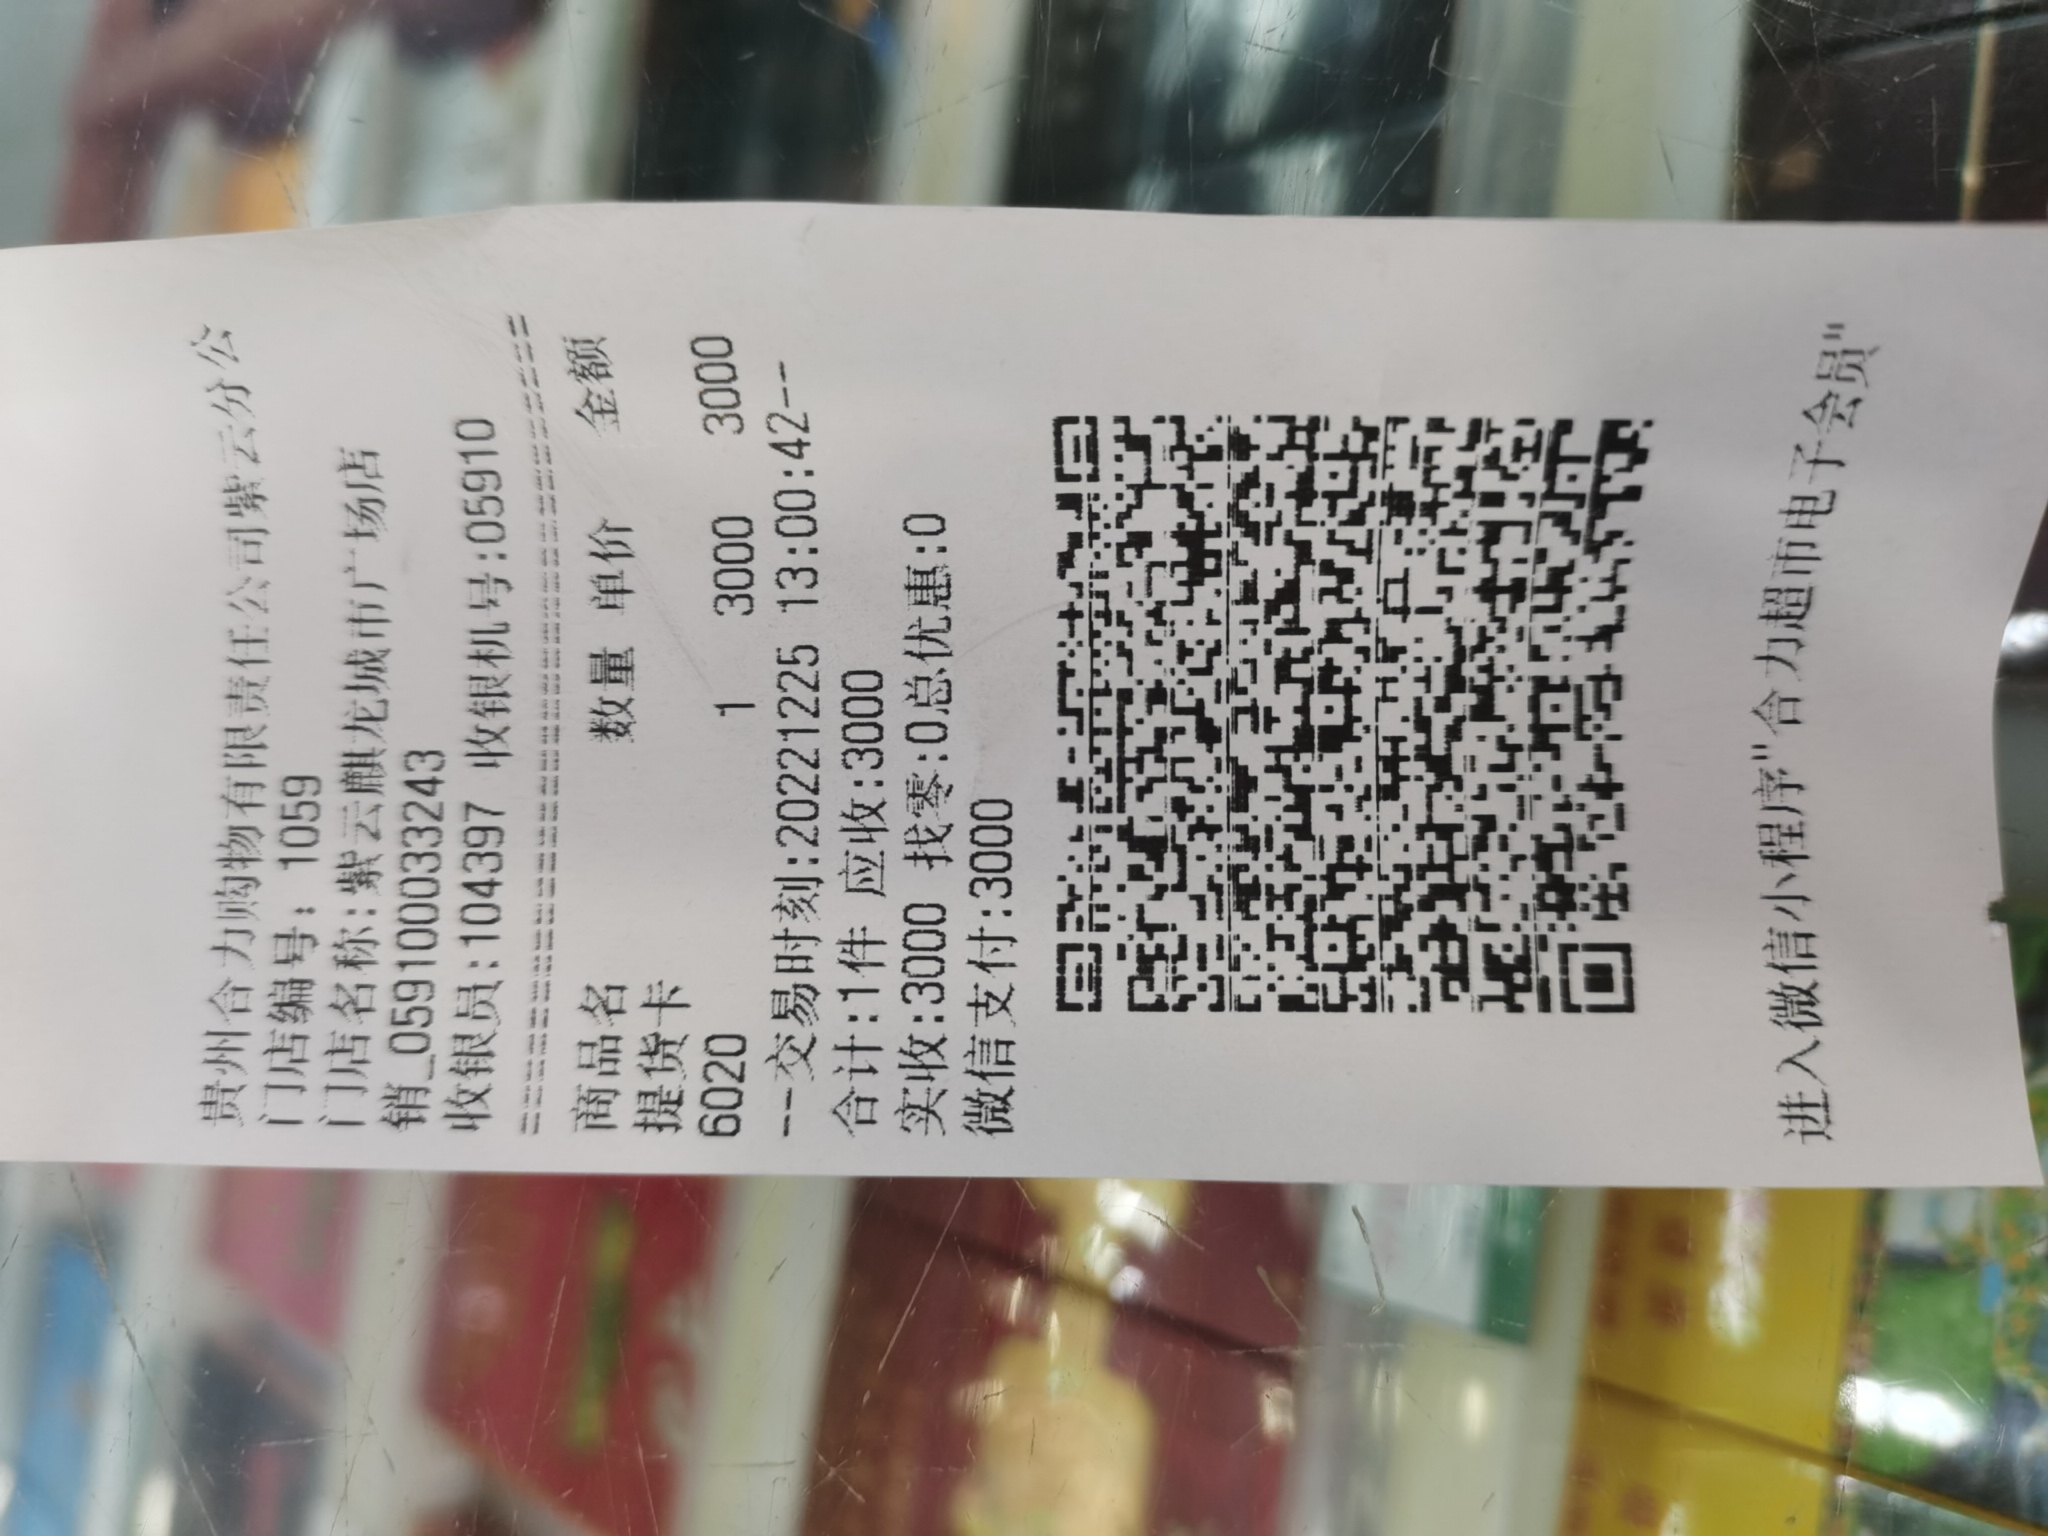 贵州合力购物有限责任公司紫云分公
门店编号: 1059
门店名称:紫云麒龙城市广场店
销_0591000033243
收银员:104397 收银机号:05910
================================
商品名 数量 单价 金额
提货卡
6020 1 3000 3000
--交易时刻:20221225 13:00:42--
合计:1件 应收:3000
实收:3000 找零:0总优惠:0
微信支付:3000
进入微信小程序"合力超市电子会员"